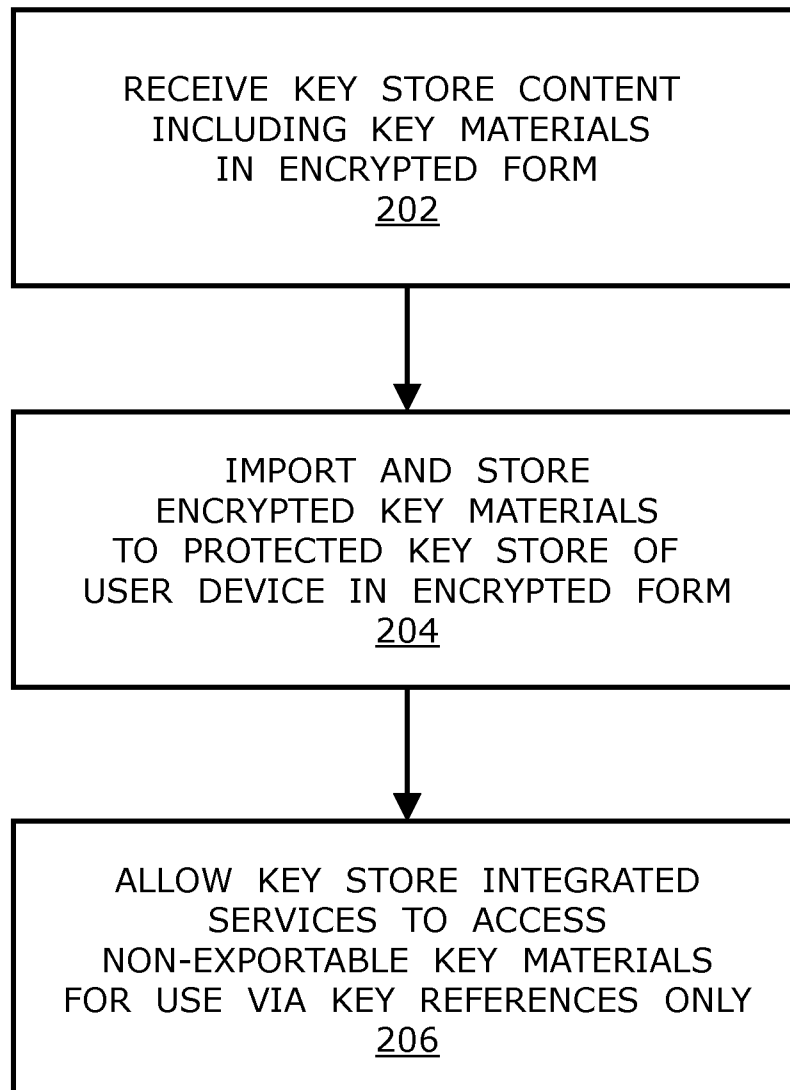 RECEIVE KEY STORE CONTENT
INCLUDING KEY MATERIALS
IN ENCRYPTED FORM
202
IMPORT AND STORE
ENCRYPTED KEY MATERIALS
TO PROTECTED KEY STORE OF
USER DEVICE IN ENCRYPTED FORM
204
ALLOW KEY STORE INTEGRATED
SERVICES TO ACCESS
NON-EXPORTABLE KEY MATERIALS
FOR USE VIA KEY REFERENCES ONLY
206